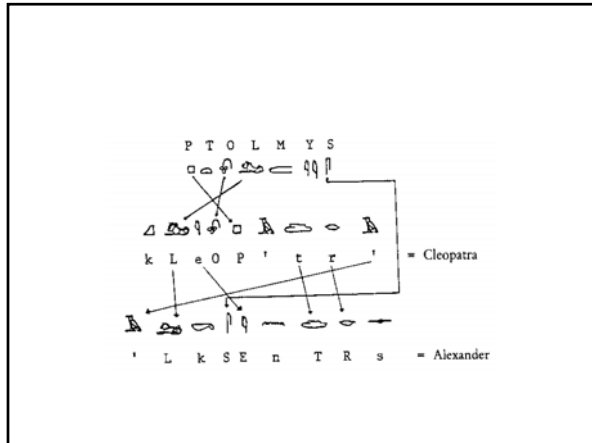 P T O L M Y S
k L e O P ' t r ' = Cleopatra
' L k S E n T R s = Alexander